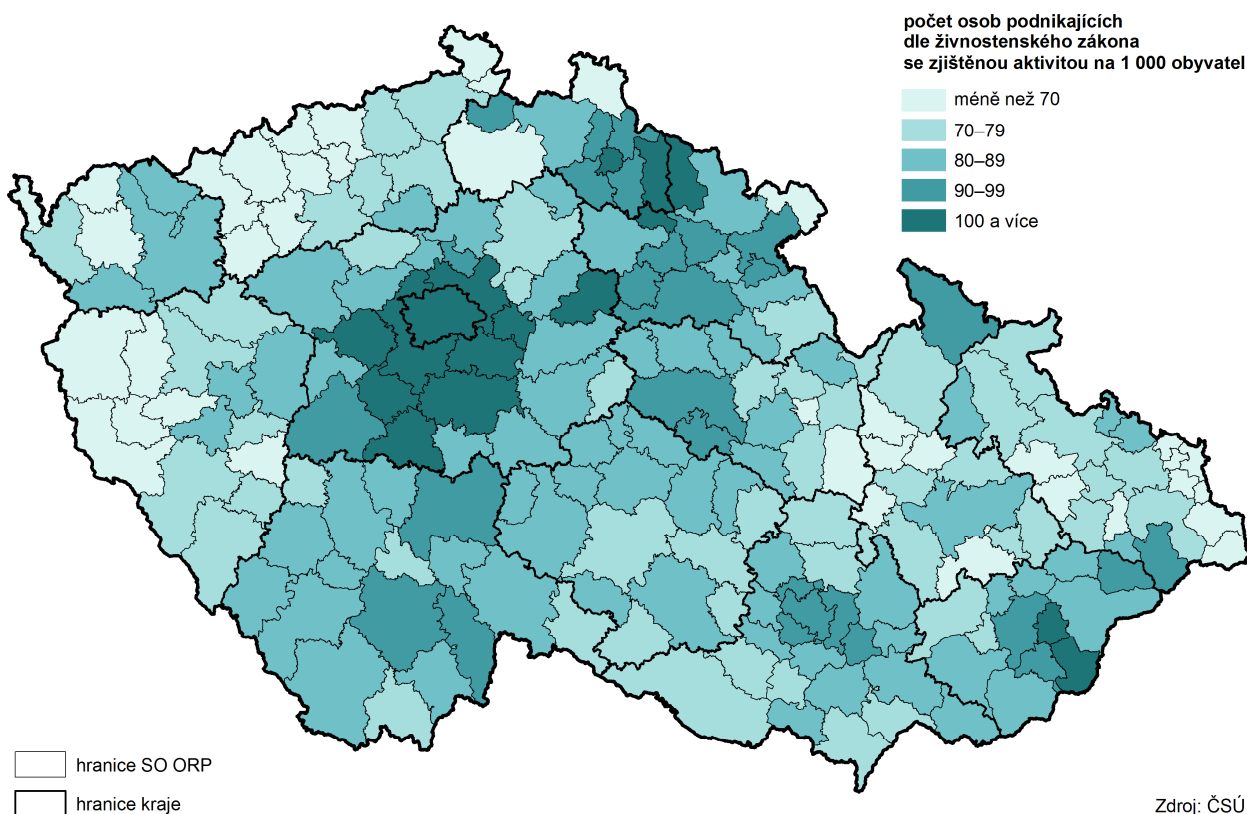 počet osob podnikajících
dle živnostenského zákona
se zjištěnou aktivitou na 1 000 obyvatel
méně než 70
70–79
80–89
90–99
100 a více
hranice SO ORP
hranice kraje
Zdroj: ČSÚ